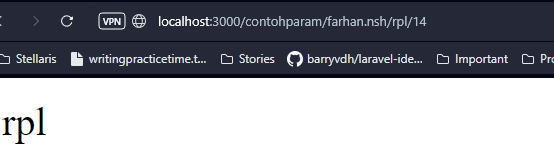 VPN localhost:3000/contohparam/farhan.nsh/rpl/14
Stellaris writingpracticetime.t... Stories barryvdh/laravel-ide... Important
rpl